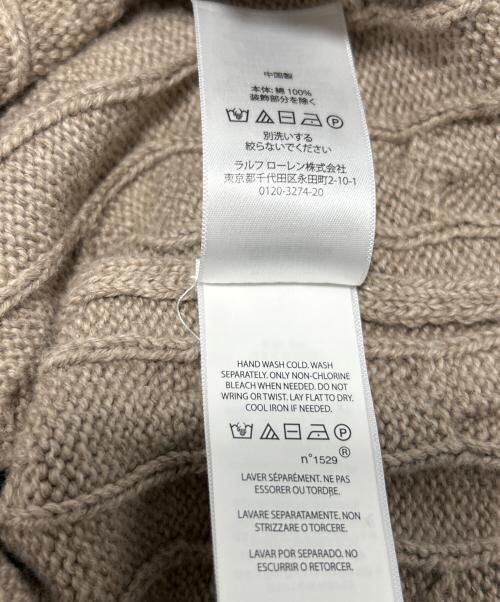 中国製
本体: 綿 100%
装飾部分を除く
P
別洗いする
絞らないでください
ラルフ ローレン株式会社
東京都千代田区永田町2-10-1
0120-3274-20
HAND WASH COLD. WASH
SEPARATELY. ONLY NON-CHLORINE
BLEACH WHEN NEEDED. DO NOT
WRING OR TWIST. LAY FLAT TO DRY.
COOL IRON IF NEEDED.
P
n°1529®
LAVER SÉPARÉMENT. NE PAS
ESSORER OU TORDRE.
LAVARE SEPARATAMENTE. NON
STRIZZARE O TORCERE.
LAVAR POR SEPARADO. NO
ESCURRIR O RETORCER.